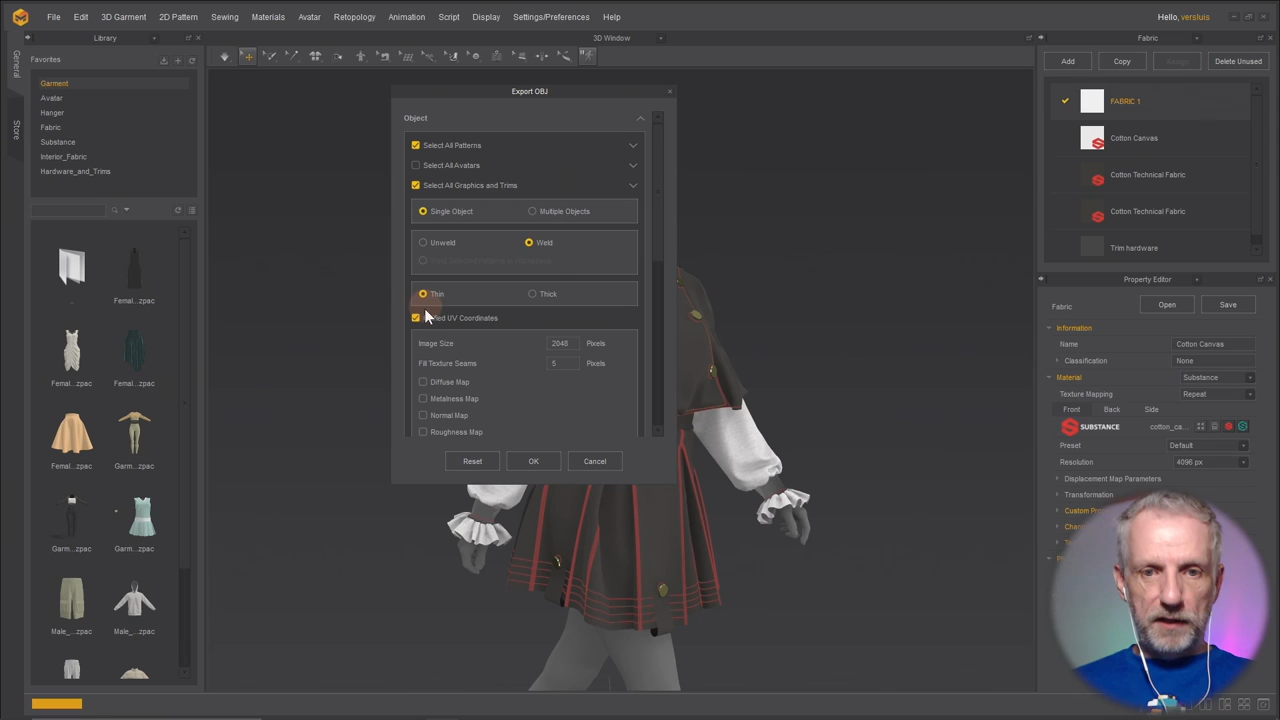 File Edit 3D Garment 2D Pattern Sewing Materials Avatar Retopology Animation Script Display Settings/Preferences Help
Hello, versluis
Library
3D Window
Fabric
General
Store
Favorites
Garment
Avatar
Hanger
Fabric
Substance
Interior_Fabric
Hardware_and_Trims
Femal...zpac
Femal...zpac Femal...zpac
Femal...zpac Garm...zpac
Garm...zpac Garm...zpac
Male_...zpac Male_...zpac
Export OBJ
Object
Select All Patterns
Select All Avatars
Select All Graphics and Trims
Single Object Multiple Objects
Unweld Weld
Thin Thick
UV Coordinates
Image Size 2048 Pixels
Fill Texture Seams 5 Pixels
Diffuse Map
Metalness Map
Normal Map
Roughness Map
Reset OK Cancel
Add Copy Assign Delete Unused
FABRIC 1
Cotton Canvas
Cotton Technical Fabric
Cotton Technical Fabric
Trim hardware
Property Editor
Fabric Open Save
Information
Name Cotton Canvas
Classification None
Material Substance
Texture Mapping Repeat
Front Back Side
SUBSTANCE cotton_ca...
Preset Default
Resolution 4096 px
Displacement Map Parameters
Transformation